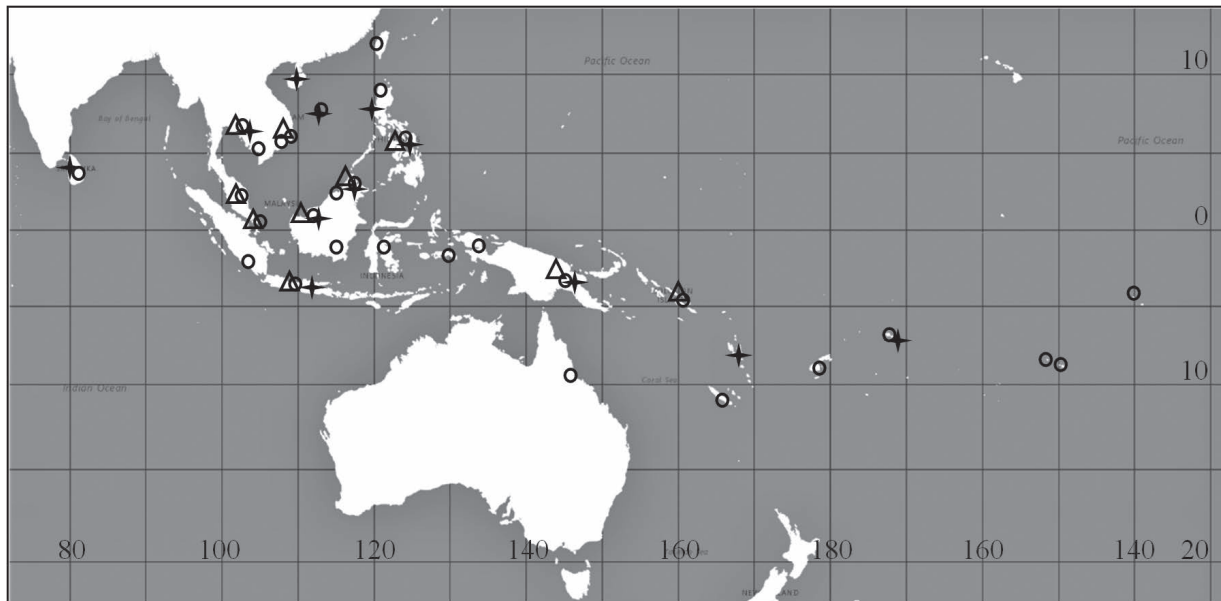 Pacific Ocean
10
Bay of Bengal
Pacific Ocean
MALAYSIA
0
INDONESIA
10
Indian Ocean
Coral Sea
80 100 120 140 160 180 160 140 20